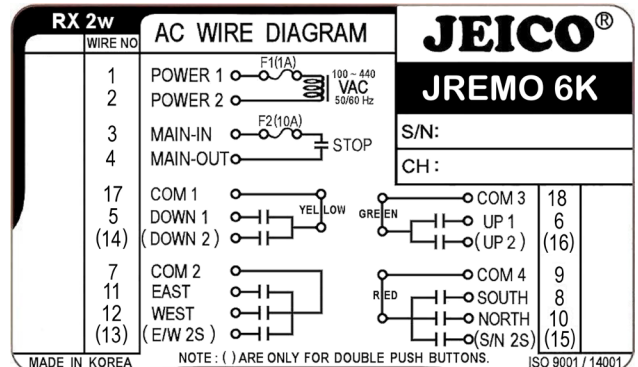 RX 2w
WIRE NO
AC WIRE DIAGRAM
JEICO®
JREMO 6K
S/N:
CH :
1 POWER 1 F1(1A) 100 ~ 440
VAC
2 POWER 2 50/60 Hz
3 MAIN-IN F2(10A)
STOP
4 MAIN-OUT
17 COM 1
YELLOW
5 DOWN 1
(14) (DOWN 2)
COM 3 18
GREEN
UP 1 6
(UP 2) (16)
7 COM 2
11 EAST
12 WEST
(13) (E/W 2S)
COM 4 9
RED
SOUTH 8
NORTH 10
(S/N 2S) (15)
MADE IN KOREA
NOTE : ( ) ARE ONLY FOR DOUBLE PUSH BUTTONS.
ISO 9001 / 14001